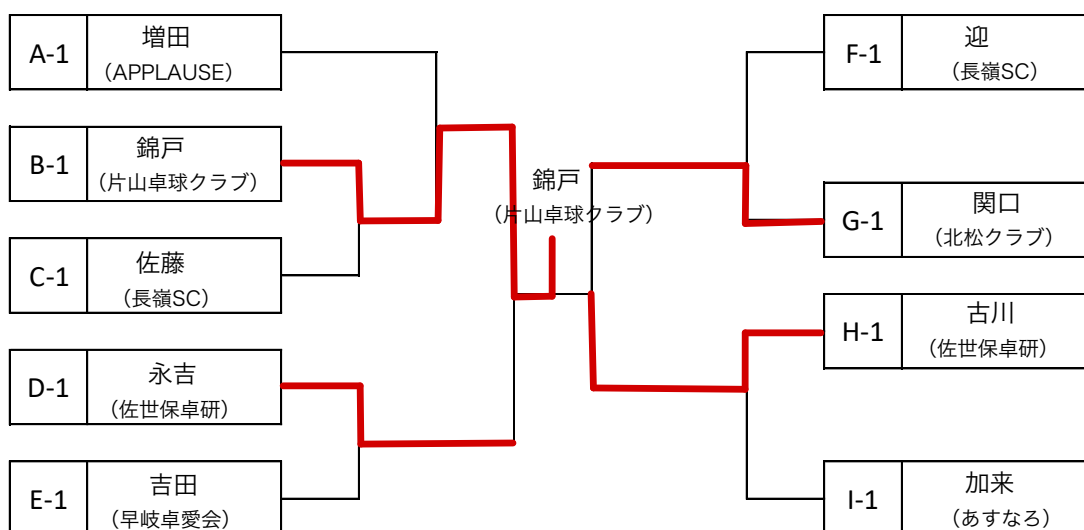 A-1
増田
（APPLAUSE）
B-1
錦戸
（片山卓球クラブ）
C-1
佐藤
（長嶺SC）
D-1
永吉
（佐世保卓研）
E-1
吉田
（早岐卓愛会）
錦戸
（片山卓球クラブ）
F-1
迎
（長嶺SC）
G-1
関口
（北松クラブ）
H-1
古川
（佐世保卓研）
I-1
加来
（あすなろ）